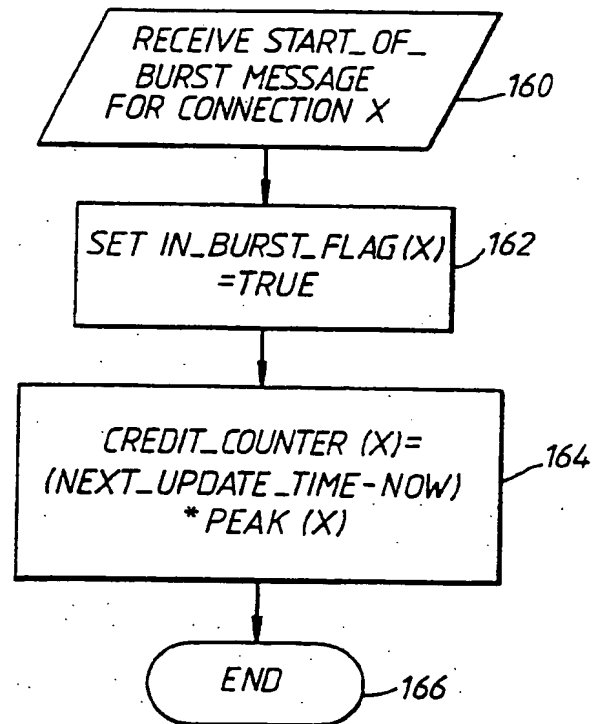 RECEIVE START_OF_
BURST MESSAGE
FOR CONNECTION X
160
SET IN_BURST_FLAG(X)
=TRUE
162
CREDIT_COUNTER (X)=
(NEXT_UPDATE_TIME-NOW)
* PEAK (X)
164
END
166